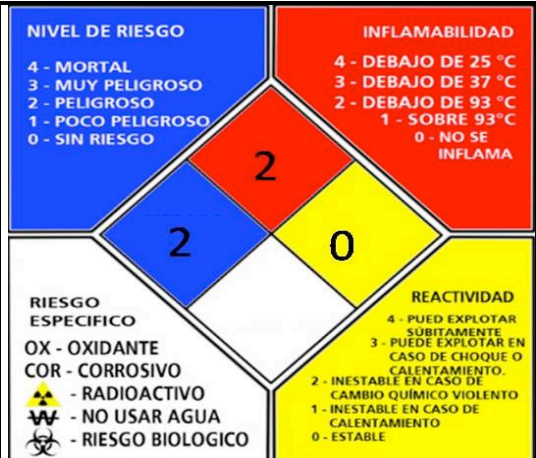 NIVEL DE RIESGO
4 - MORTAL
3 - MUY PELIGROSO
2 - PELIGROSO
1 - POCO PELIGROSO
0 - SIN RIESGO
INFLAMABILIDAD
4 - DEBAJO DE 25 °C
3 - DEBAJO DE 37 °C
2 - DEBAJO DE 93 °C
1 - SOBRE 93°C
0 - NO SE
INFLAMA
2
2
0
RIESGO
ESPECIFICO
OX - OXIDANTE
COR - CORROSIVO
- RADIOACTIVO
W - NO USAR AGUA
- RIESGO BIOLOGICO
REACTIVIDAD
4 - PUED EXPLOTAR
SÚBITAMENTE
3 - PUEDE EXPLOTAR EN
CASO DE CHOQUE O
CALENTAMIENTO.
2 - INESTABLE EN CASO DE
CAMBIO QUÍMICO VIOLENTO
1 - INESTABLE EN CASO DE
CALENTAMIENTO
0 - ESTABLE